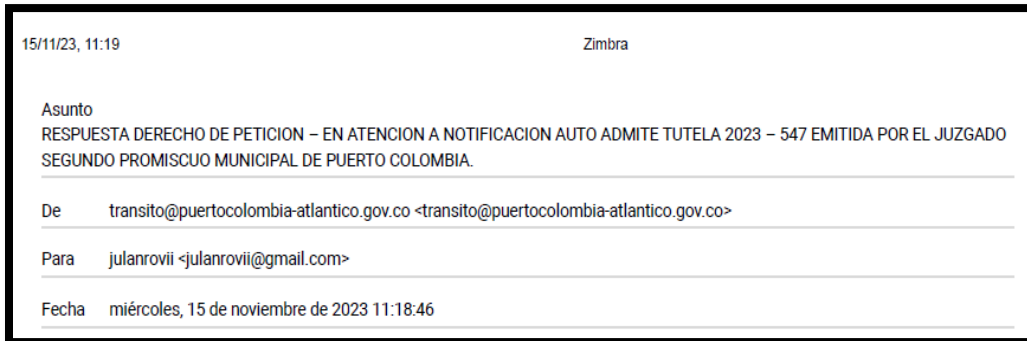 15/11/23, 11:19 Zimbra
Asunto
RESPUESTA DERECHO DE PETICION – EN ATENCION A NOTIFICACION AUTO ADMITE TUTELA 2023 – 547 EMITIDA POR EL JUZGADO
SEGUNDO PROMISCUO MUNICIPAL DE PUERTO COLOMBIA.
De transito@puertocolombia-atlantico.gov.co <transito@puertocolombia-atlantico.gov.co>
Para julanrovii <julanrovii@gmail.com>
Fecha miércoles, 15 de noviembre de 2023 11:18:46